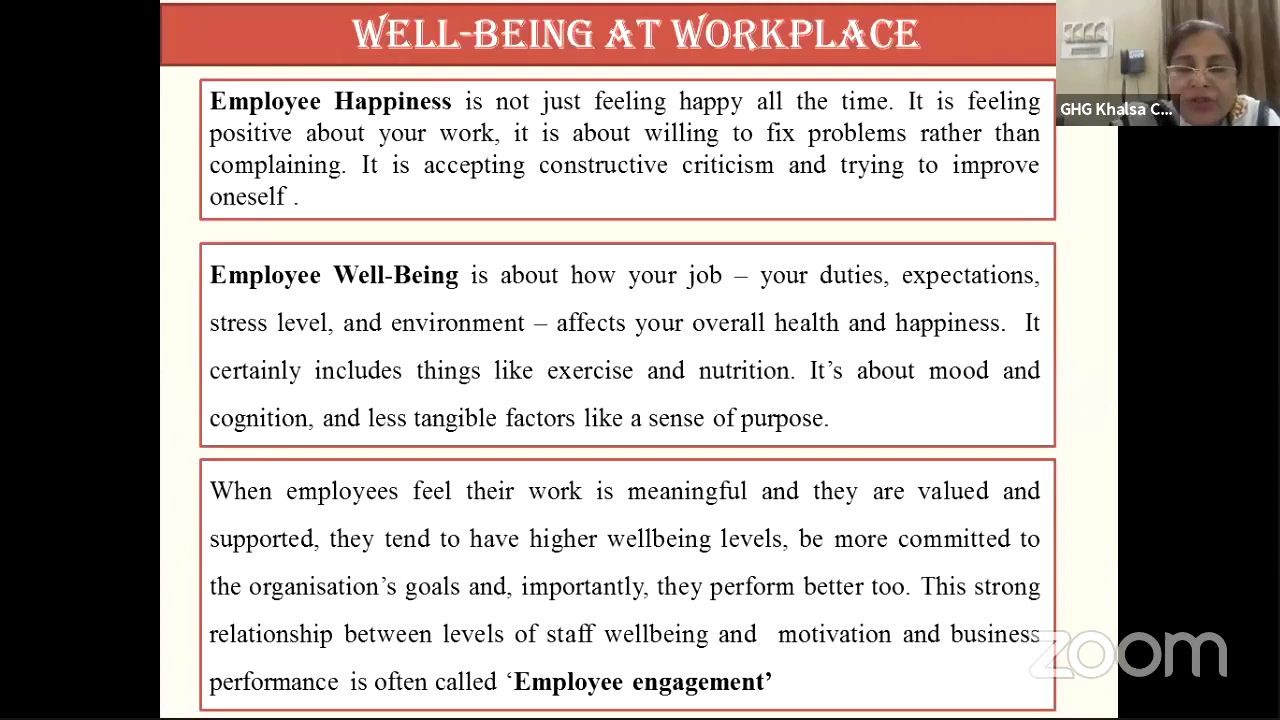 WELL-BEING AT WORKPLACE
GHG Khalsa C...
Employee Happiness is not just feeling happy all the time. It is feeling
positive about your work, it is about willing to fix problems rather than
complaining. It is accepting constructive criticism and trying to improve
oneself .
Employee Well-Being is about how your job – your duties, expectations,
stress level, and environment – affects your overall health and happiness. It
certainly includes things like exercise and nutrition. It’s about mood and
cognition, and less tangible factors like a sense of purpose.
When employees feel their work is meaningful and they are valued and
supported, they tend to have higher wellbeing levels, be more committed to
the organisation’s goals and, importantly, they perform better too. This strong
relationship between levels of staff wellbeing and motivation and business
performance is often called ‘Employee engagement’
zoom